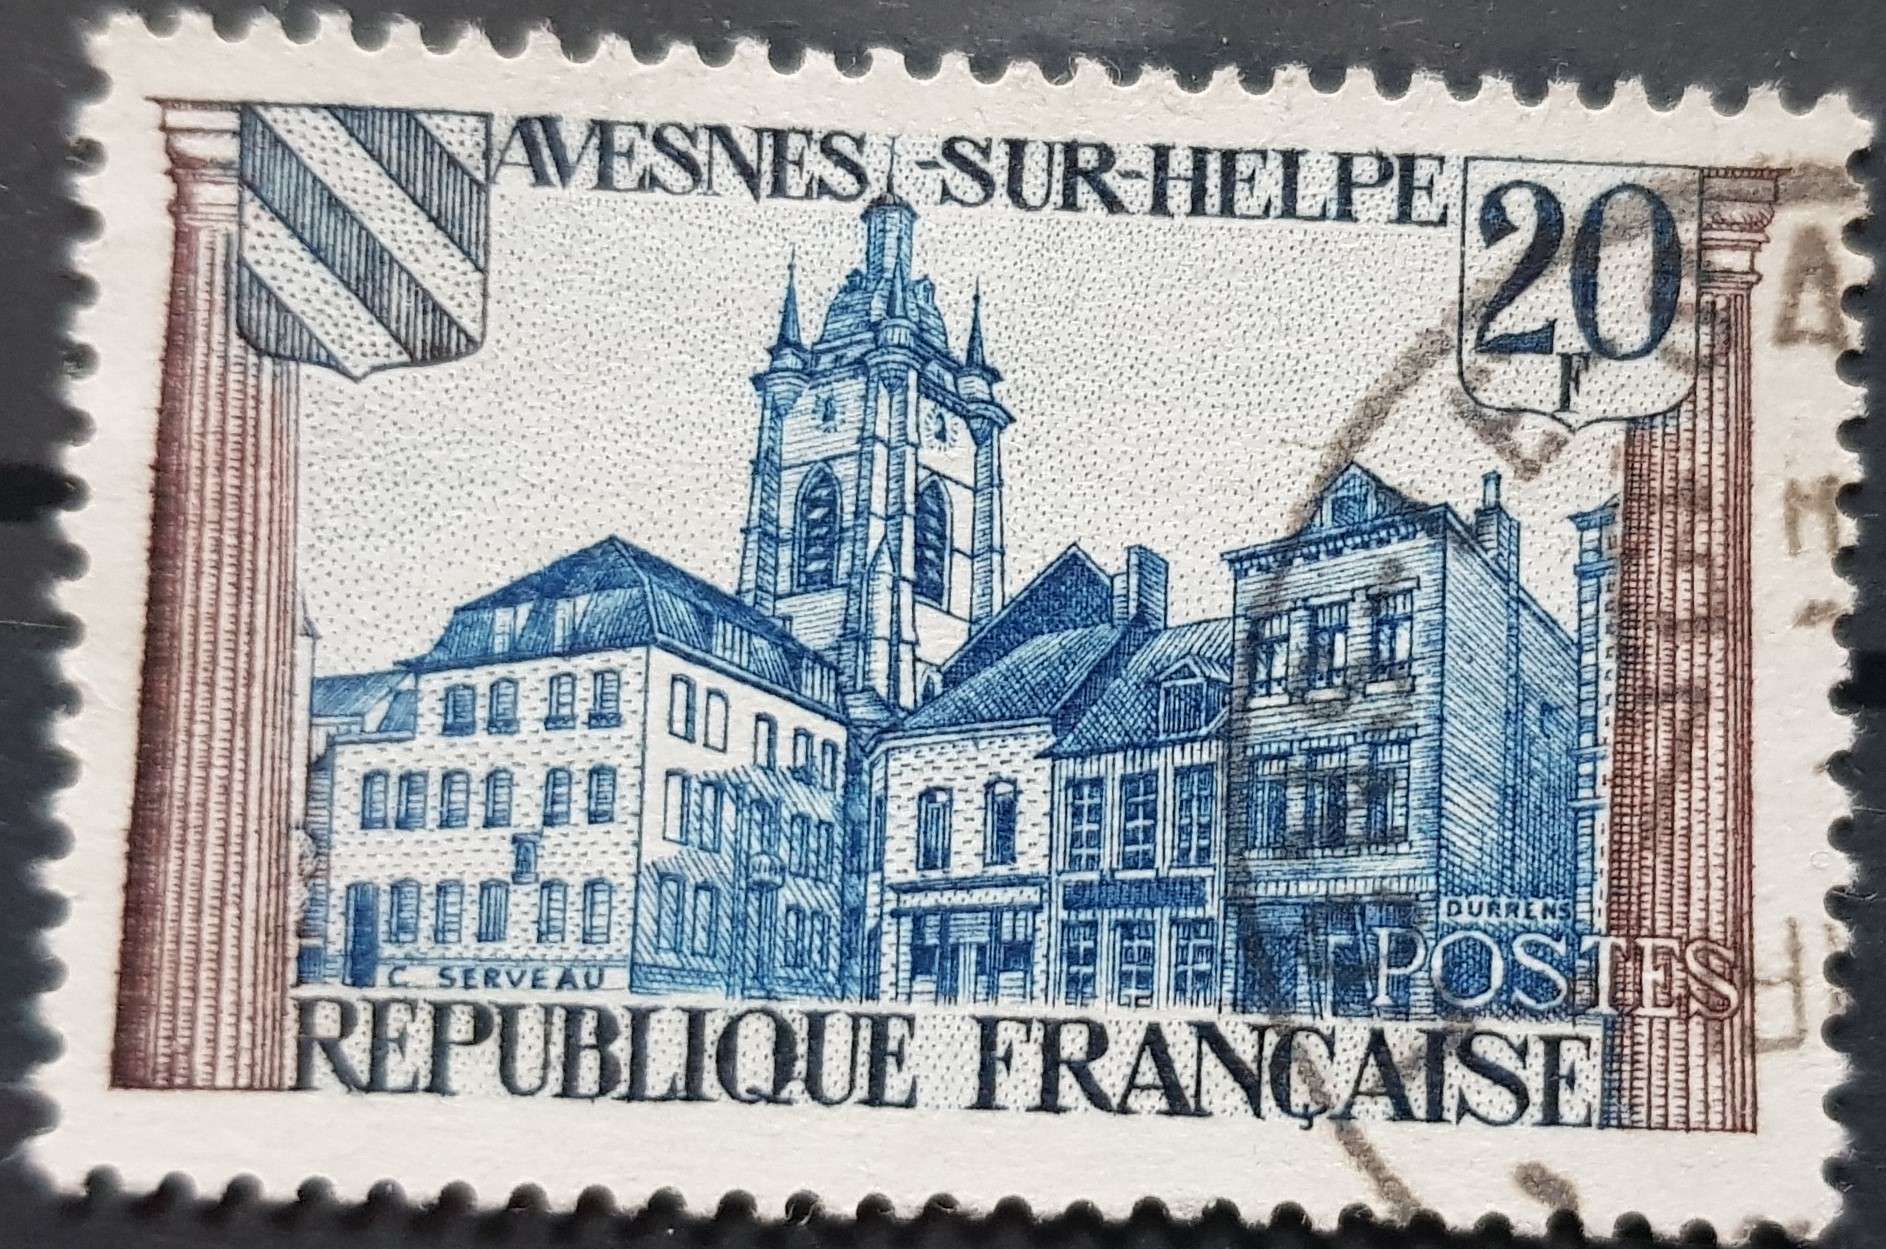 AVESNES-SUR-HELPE
20
F
DURRENS
POSTES
C. SERVEAU
REPUBLIQUE FRANÇAISE